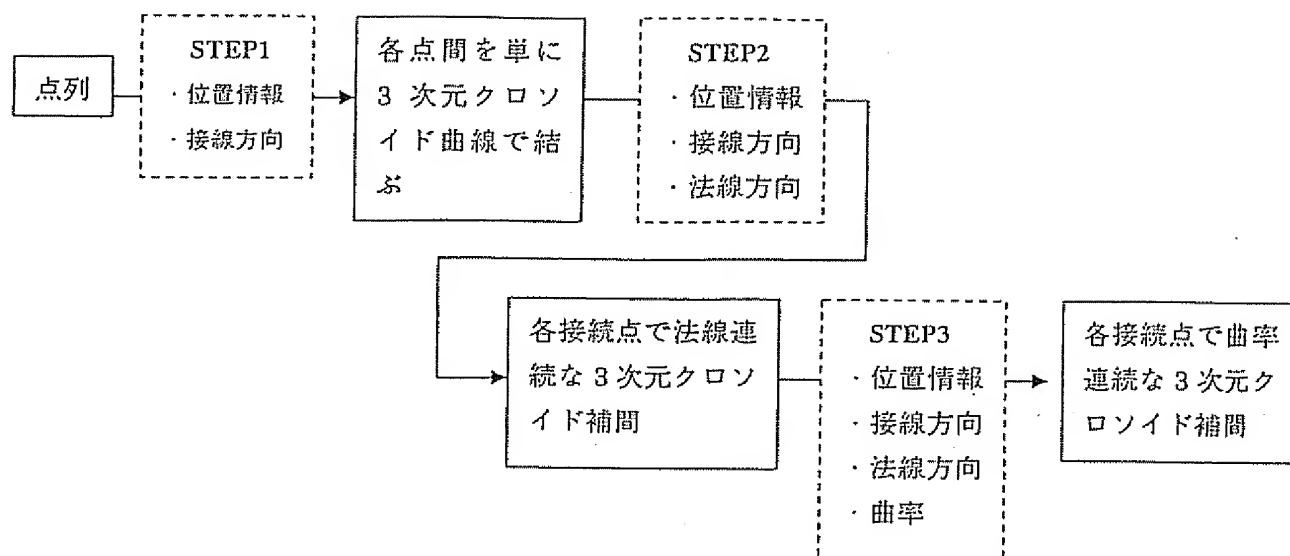 点列
STEP1
・位置情報
・接線方向
各点間を単に
3 次元クロソ
イド曲線で結
ぶ
STEP2
・位置情報
・接線方向
・法線方向
各接続点で法線連
続な 3 次元クロソ
イド補間
STEP3
・位置情報
・接線方向
・法線方向
・曲率
各接続点で曲率
連続な 3 次元ク
ロソイド補間